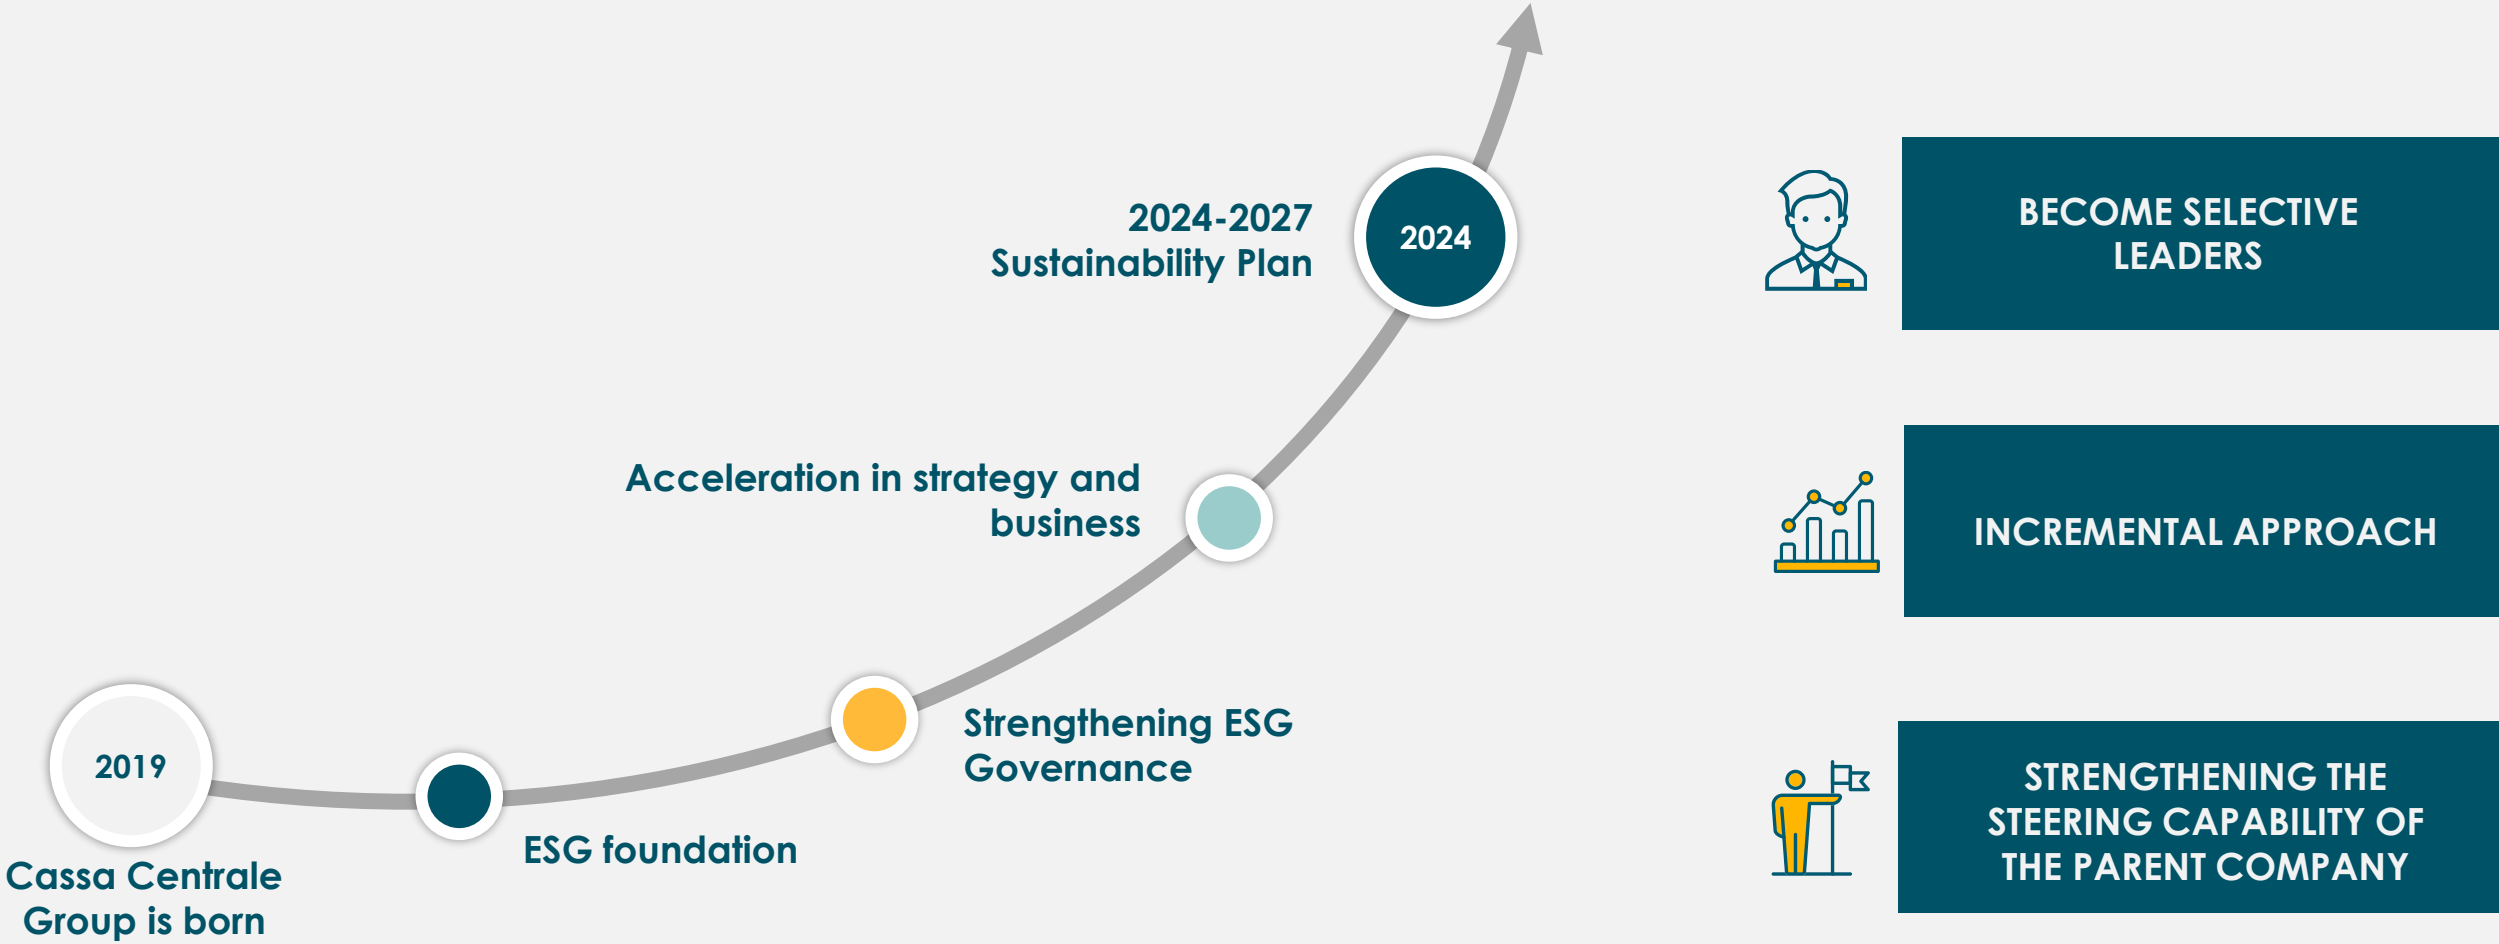 2024-2027
Sustainability Plan
2024
Acceleration in strategy and
business
Strengthening ESG
Governance
2019
ESG foundation
Cassa Centrale
Group is born
BECOME SELECTIVE
LEADERS
INCREMENTAL APPROACH
STRENGTHENING THE
STEERING CAPABILITY OF
THE PARENT COMPANY